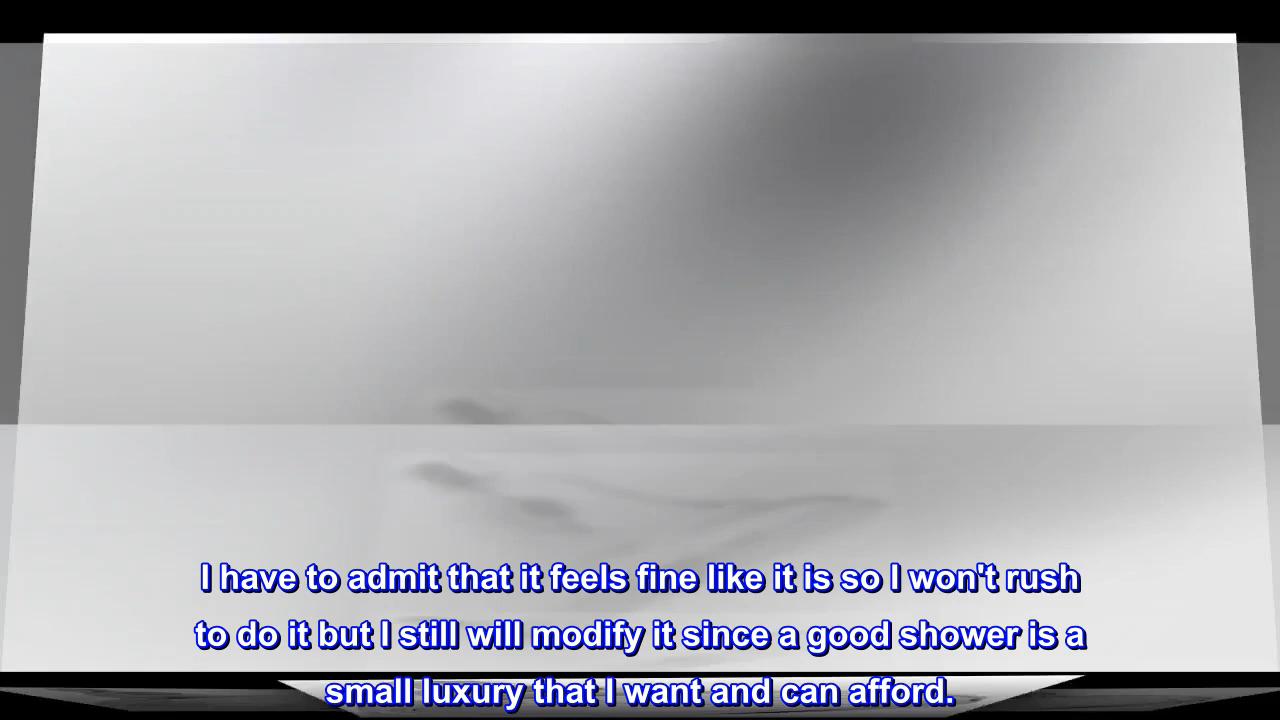 I have to admit that it feels fine like it is so I won't rush
to do it but I still will modify it since a good shower is a
small luxury that I want and can afford.